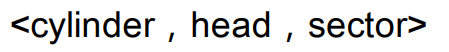 <cylinder , head , sector>